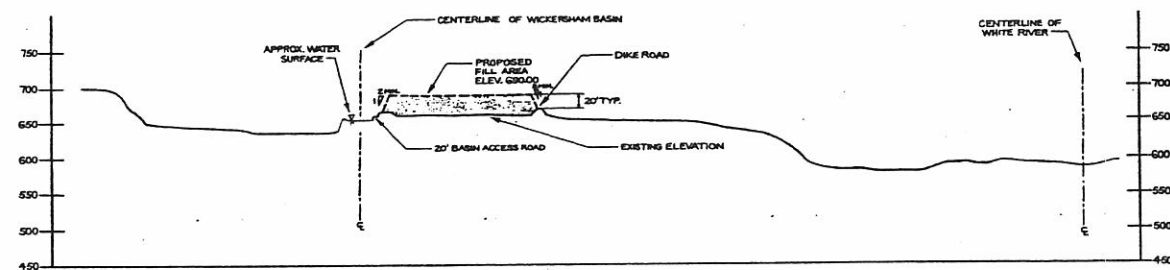 CENTERLINE OF WICKERSHAM BASIN
CENTERLINE OF
WHITE RIVER
APPROX. WATER
SURFACE
DIKE ROAD
PROPOSED
FILL AREA
ELEV. 690.00
20' TYP.
20' BASIN ACCESS ROAD
EXISTING ELEVATION
750
700
650
600
550
500
450
750
700
650
600
550
500
450